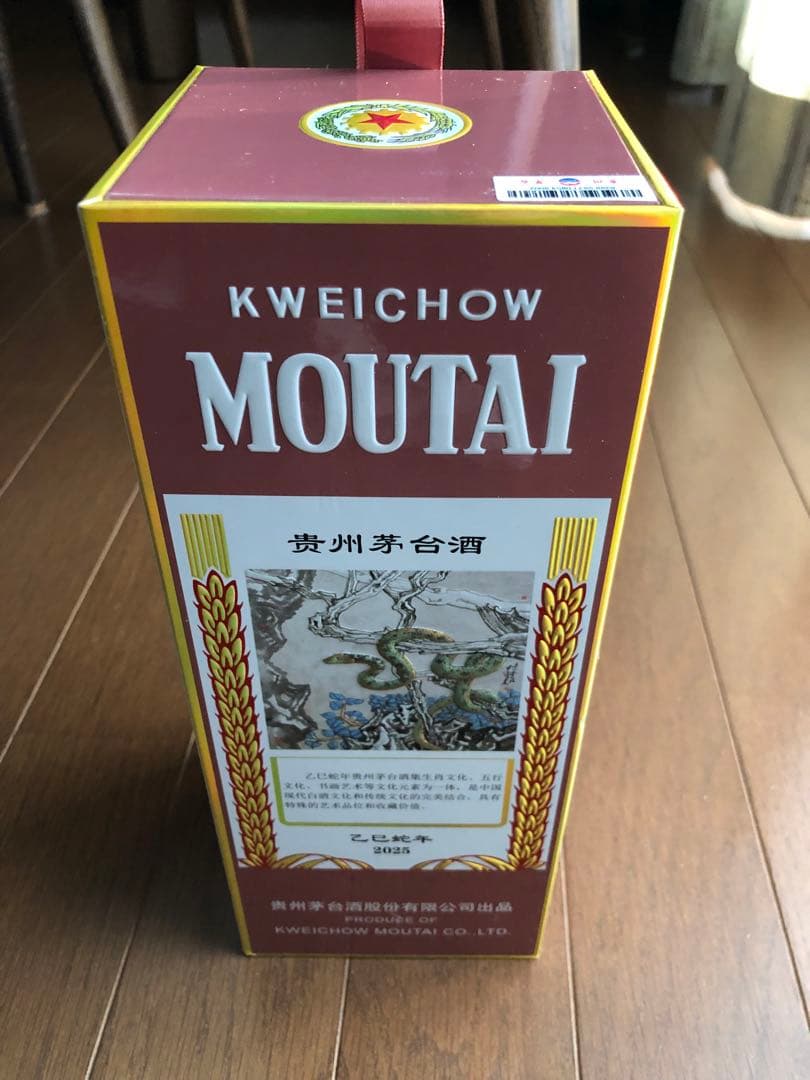 KWEICHOW
MOUTAI
贵州茅台酒
乙巳蛇年贵州茅台酒集生肖文化、五行
文化、书画艺术等文化元素为一体，是中国
现代白酒文化和传统文化的完美结合，具有
特殊的艺术品位和收藏价值。
乙巳蛇年
2025
贵州茅台酒股份有限公司出品
PRODUCE OF
KWEICHOW MOUTAI CO., LTD.